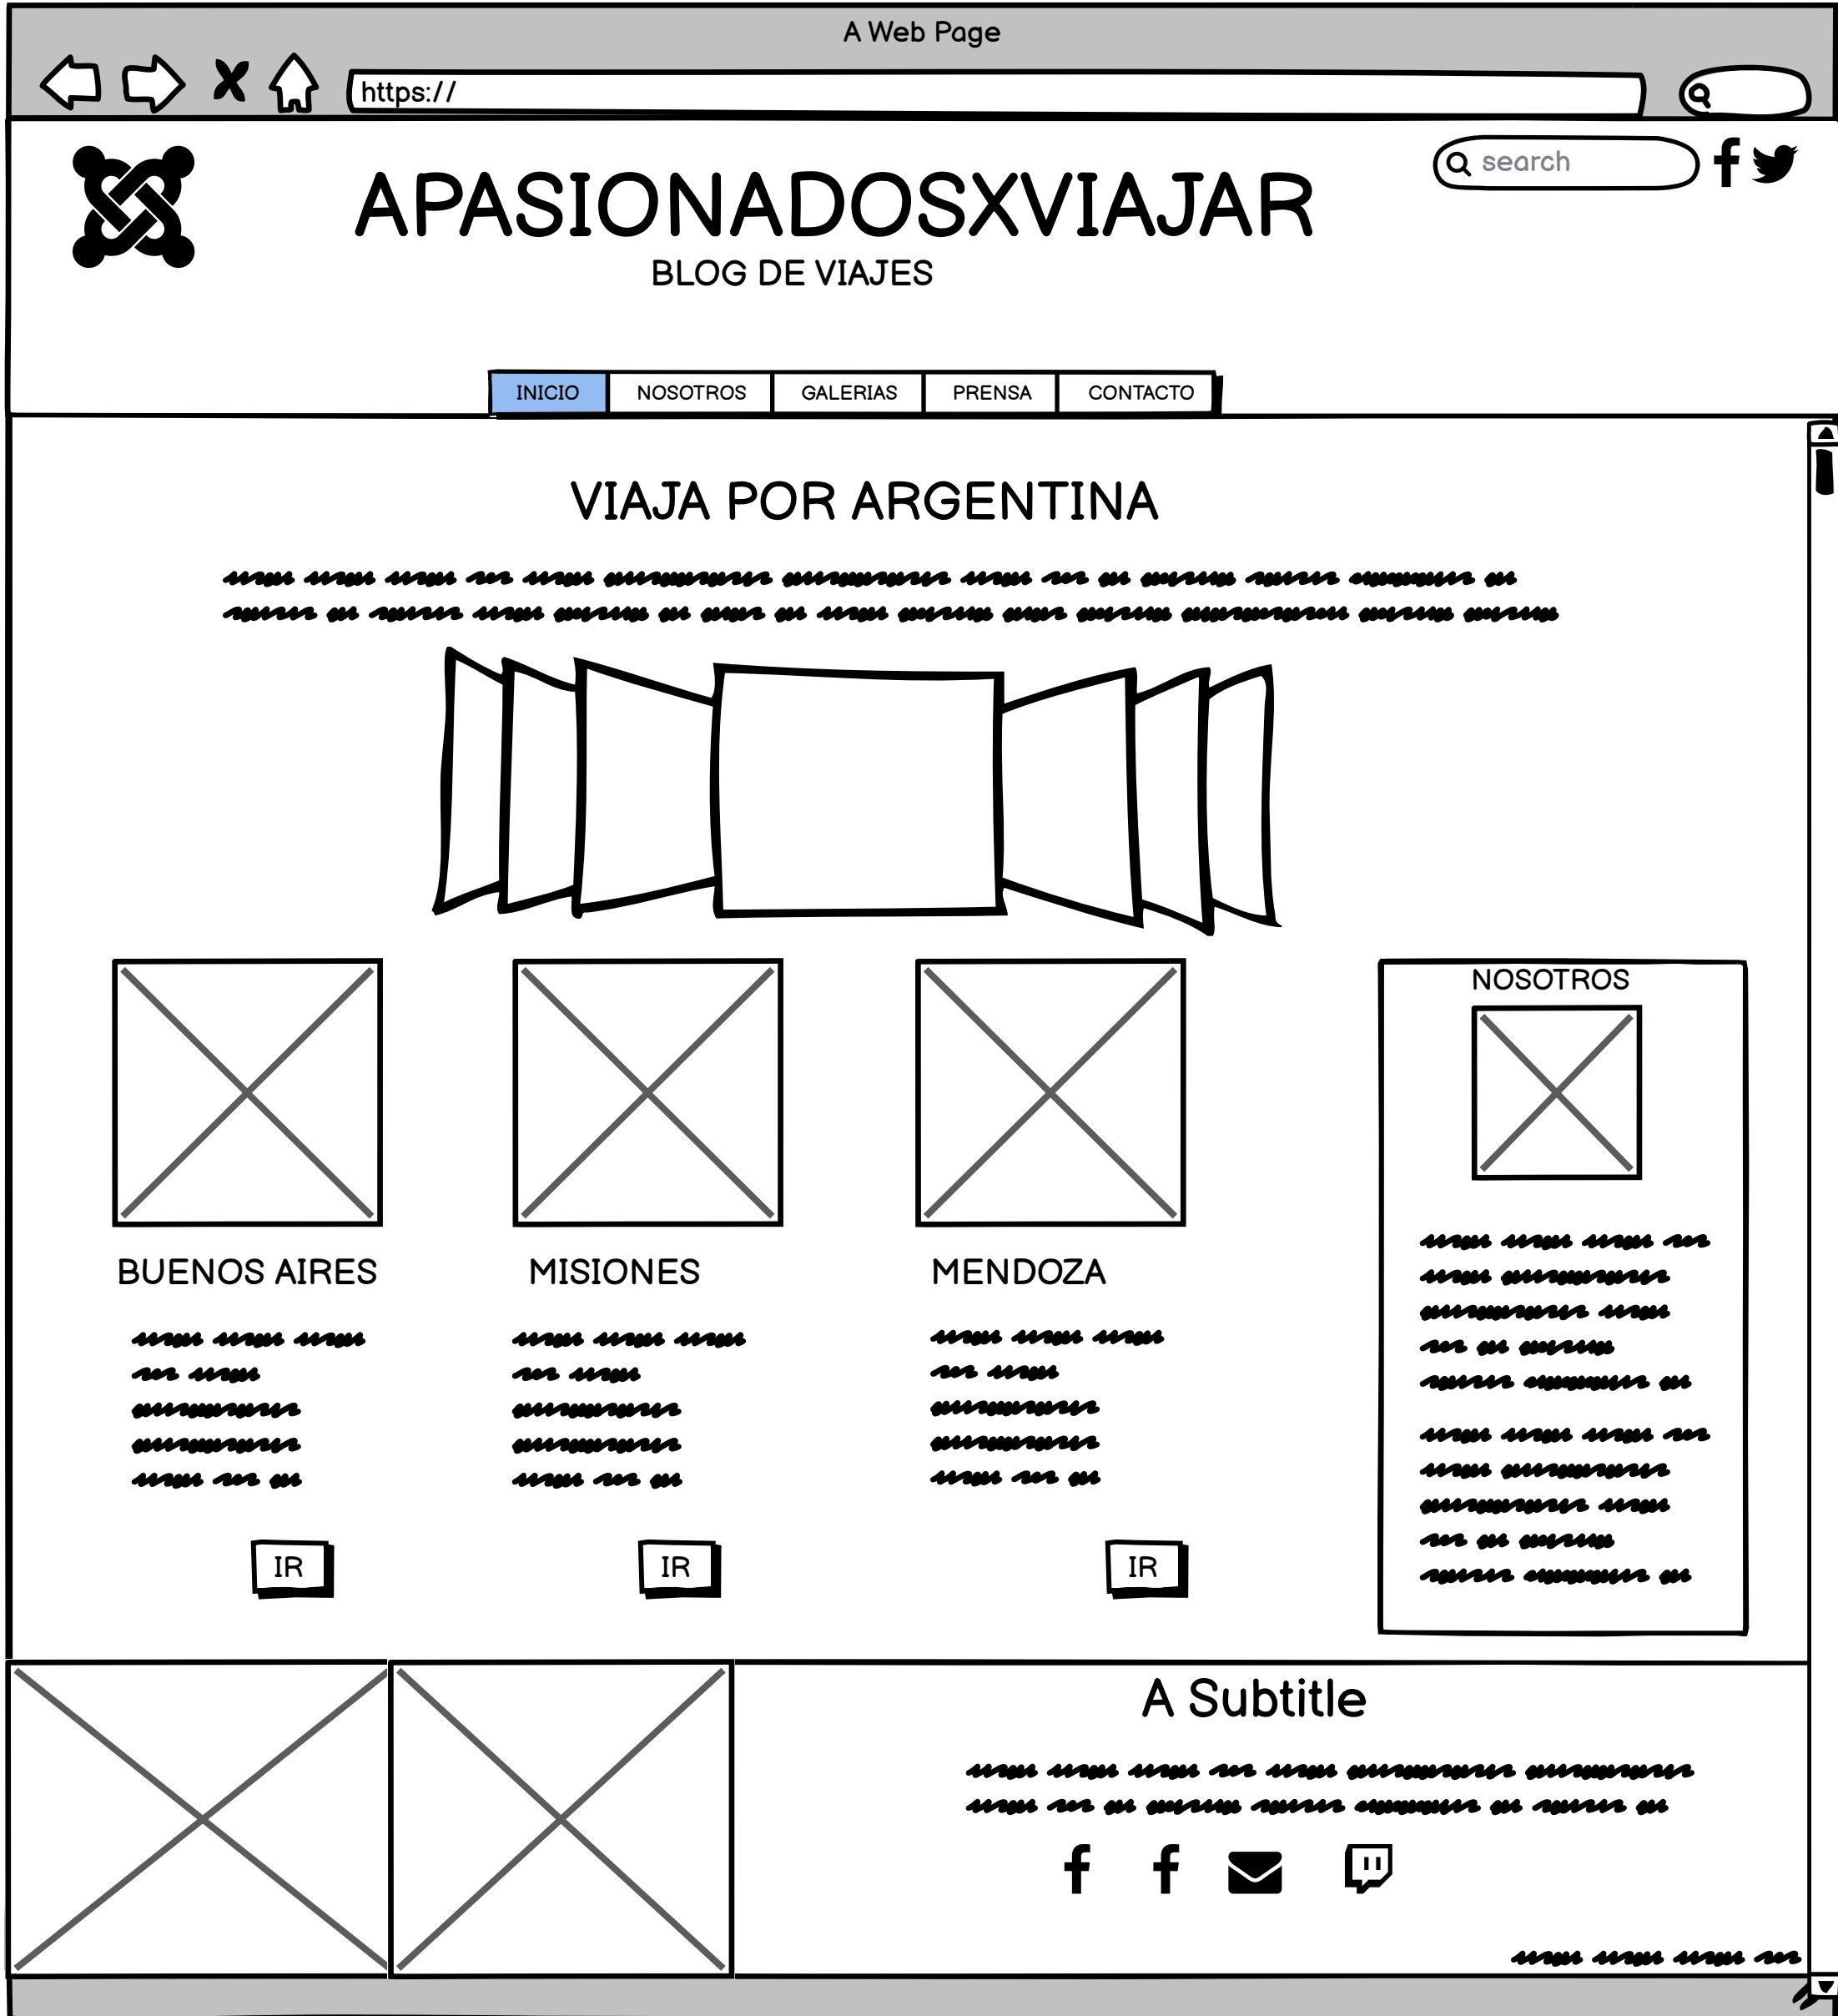 A Web Page
https://
search
APASIONADOSXVIAJAR
BLOG DE VIAJES
INICIO NOSOTROS GALERIAS PRENSA CONTACTO
VIAJA POR ARGENTINA
NOSOTROS
BUENOS AIRES MISIONES MENDOZA
IR IR IR
A Subtitle